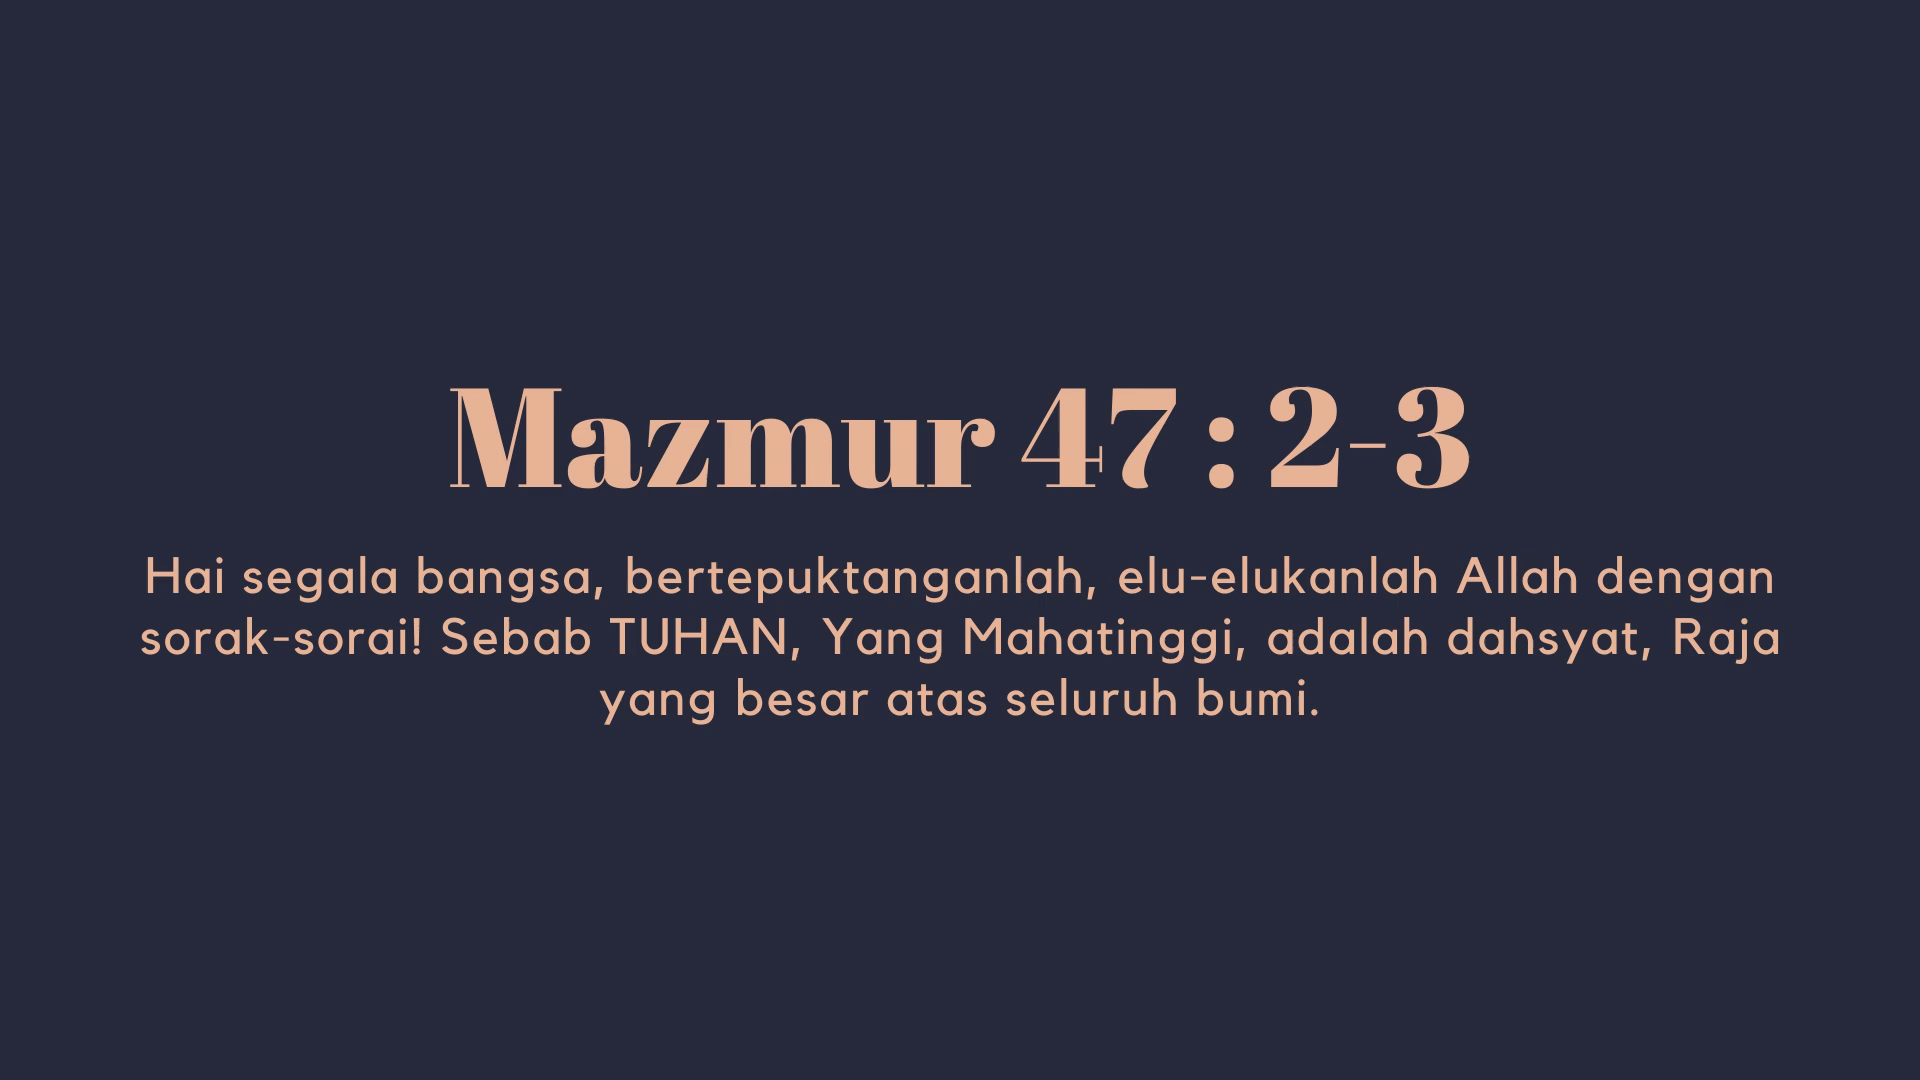 Mazmur 47 : 2-3
Hai segala bangsa, bertepuktanganlah, elu-elukanlah Allah dengan
sorak-sorai! Sebab TUHAN, Yang Mahatinggi, adalah dahsyat, Raja
yang besar atas seluruh bumi.